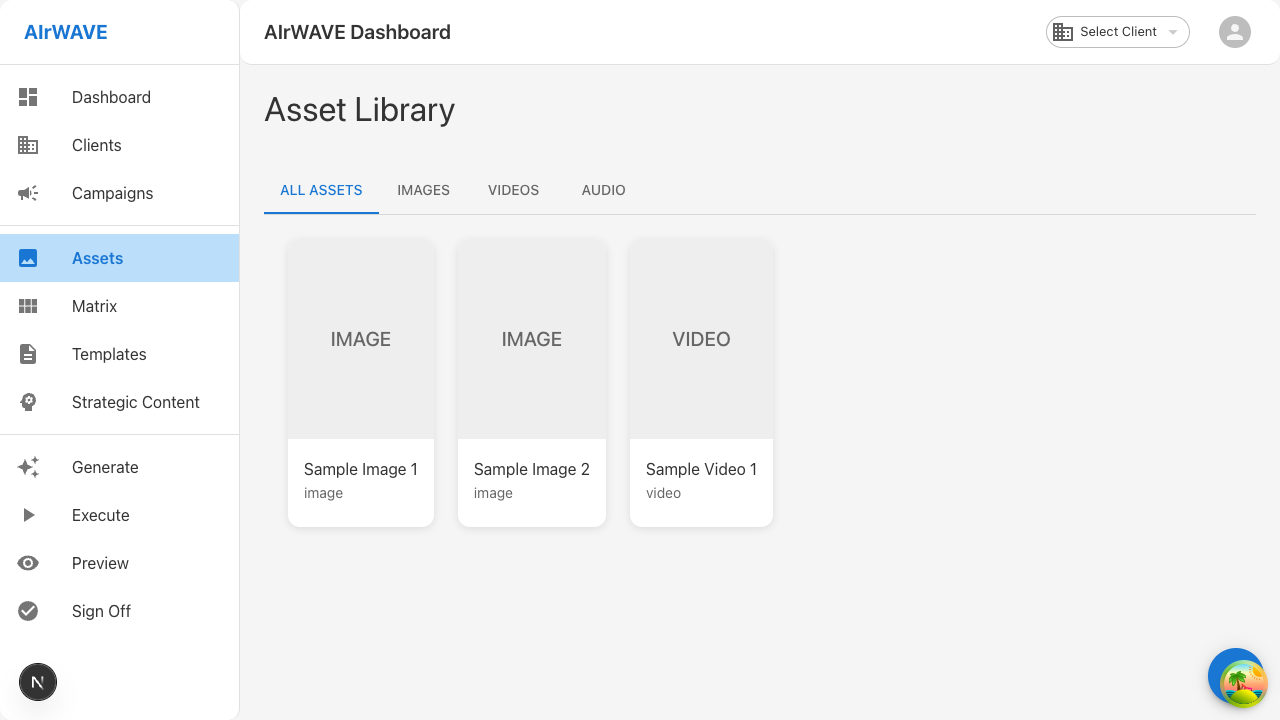 AIrWAVE
AIrWAVE Dashboard
Select Client
Dashboard
Clients
Campaigns
Assets
Matrix
Templates
Strategic Content
Generate
Execute
Preview
Sign Off
N
Asset Library
ALL ASSETS
IMAGES
VIDEOS
AUDIO
IMAGE
Sample Image 1
image
IMAGE
Sample Image 2
image
VIDEO
Sample Video 1
video